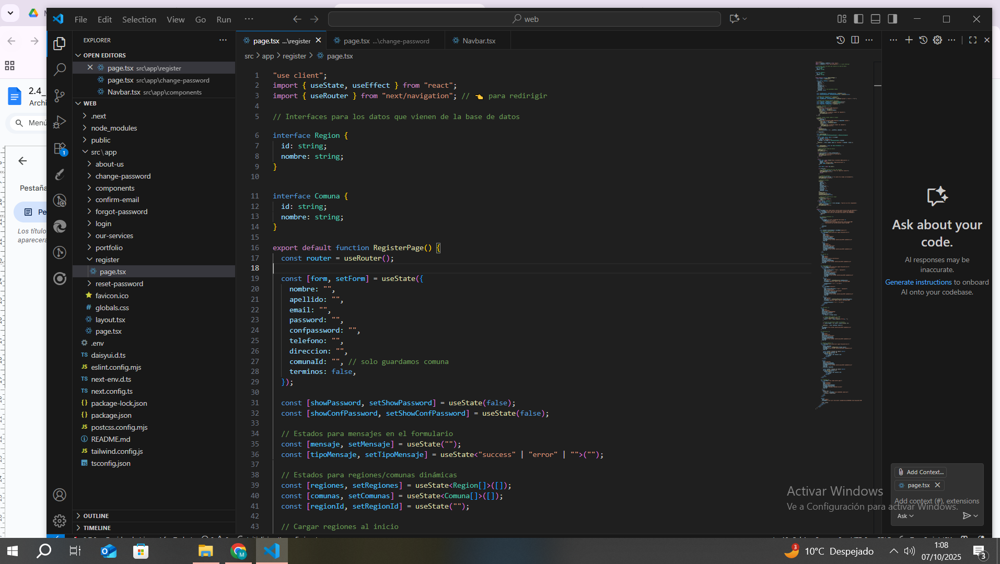 File Edit Selection View Go Run ···
web
EXPLORER
OPEN EDITORS
page.tsx src\app\register
page.tsx src\app\change-password
Navbar.tsx src\app\components
WEB
.next
node_modules
public
src\app
about-us
change-password
components
confirm-email
forgot-password
login
our-services
portfolio
register
page.tsx
reset-password
favicon.ico
globals.css
layout.tsx
page.tsx
.env
daisyui.d.ts
eslint.config.mjs
next-env.d.ts
next.config.ts
package-lock.json
package.json
postcss.config.mjs
README.md
tailwind.config.js
tsconfig.json
OUTLINE
TIMELINE
page.tsx ...\register
page.tsx ...\change-password
Navbar.tsx
src > app > register > page.tsx
1 "use client";
2 import { useState, useEffect } from "react";
3 import { useRouter } from "next/navigation"; // 👈 para redirigir
4
5 // Interfaces para los datos que vienen de la base de datos
6 interface Region {
7 id: string;
8 nombre: string;
9 }
10
11 interface Comuna {
12 id: string;
13 nombre: string;
14 }
15
16 export default function RegisterPage() {
17 const router = useRouter();
18
19 const [form, setForm] = useState({
20 nombre: "",
21 apellido: "",
22 email: "",
23 password: "",
24 confpassword: "",
25 telefono: "",
26 direccion: "",
27 comunaId: "", // solo guardamos comuna
28 terminos: false,
29 });
30
31 const [showPassword, setShowPassword] = useState(false);
32 const [showConfPassword, setShowConfPassword] = useState(false);
33
34 // Estados para mensajes en el formulario
35 const [mensaje, setMensaje] = useState("");
36 const [tipoMensaje, setTipoMensaje] = useState<"success" | "error" | "">("");
37
38 // Estados para regiones/comunas dinámicas
39 const [regiones, setRegiones] = useState<Region[]>([]);
40 const [comunas, setComunas] = useState<Comuna[]>([]);
41 const [regionId, setRegionId] = useState("");
42
43 // Cargar regiones al inicio
Ask about your
code.
AI responses may be
inaccurate.
Generate instructions to onboard
AI onto your codebase.
Add Context...
page.tsx
Add context (#), extensions
Ask
Activar Windows
Ve a Configuración para activar Windows.
2.4_
Archi
Menú
Pestaña
Pe
Los título
aparecerá
1
3
10°C Despejado
1:08
07/10/2025
3